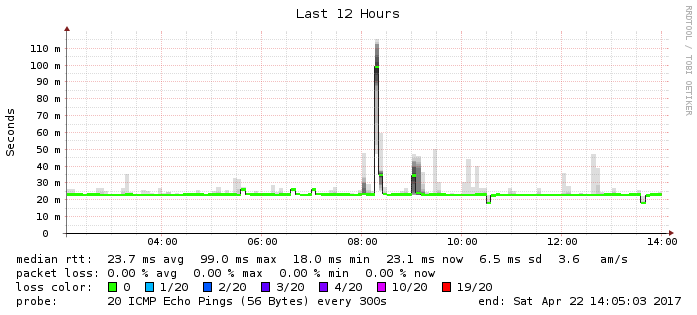 Last 12 Hours
RRDTOOL / TOBI OETIKER
Seconds
110 m
100 m
90 m
80 m
70 m
60 m
50 m
40 m
30 m
20 m
10 m
0
04:00 06:00 08:00 10:00 12:00 14:00
median rtt: 23.7 ms avg 99.0 ms max 18.0 ms min 23.1 ms now 6.5 ms sd 3.6 am/s
packet loss: 0.00 % avg 0.00 % max 0.00 % min 0.00 % now
loss color: 0 1/20 2/20 3/20 4/20 10/20 19/20
probe: 20 ICMP Echo Pings (56 Bytes) every 300s end: Sat Apr 22 14:05:03 2017